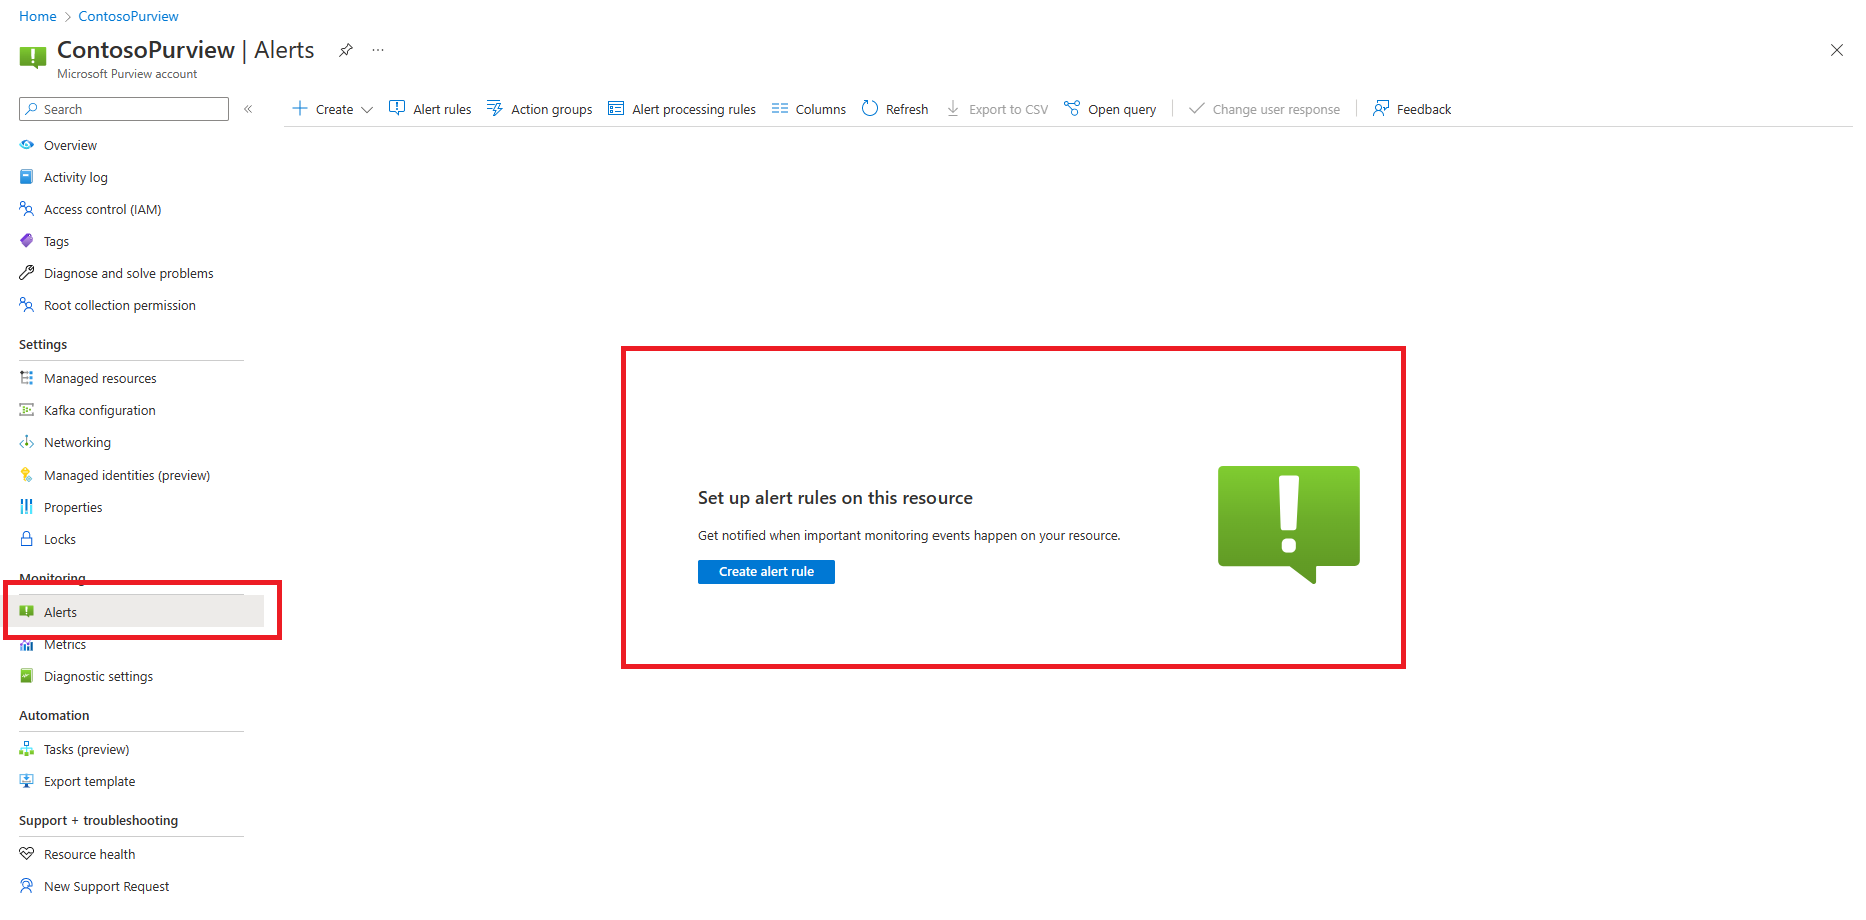 Home > ContosoPurview
ContosoPurview | Alerts
Microsoft Purview account
Search
Create
Alert rules
Action groups
Alert processing rules
Columns
Refresh
Export to CSV
Open query
Change user response
Feedback
Overview
Activity log
Access control (IAM)
Tags
Diagnose and solve problems
Root collection permission
Settings
Managed resources
Kafka configuration
Networking
Managed identities (preview)
Properties
Locks
Monitoring
Alerts
Metrics
Diagnostic settings
Automation
Tasks (preview)
Export template
Support + troubleshooting
Resource health
New Support Request
Set up alert rules on this resource
Get notified when important monitoring events happen on your resource.
Create alert rule